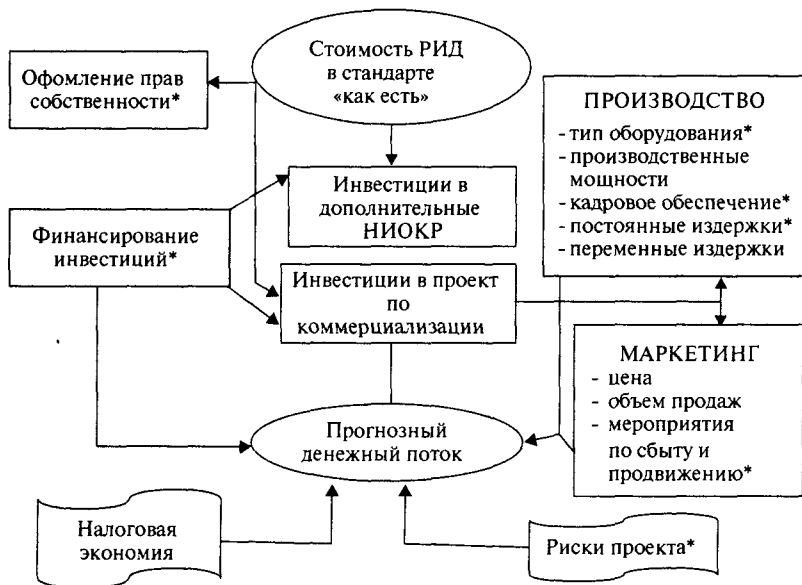 Стоимость РИД
в стандарте
«как есть»
Офомление прав
собственности*
ПРОИЗВОДСТВО
- тип оборудования*
- производственные
мощности
- кадровое обеспечение*
- постоянные издержки*
- переменные издержки
Инвестиции в
дополнительные
НИОКР
Финансирование
инвестиций*
Инвестиции в проект
по
коммерциализации
МАРКЕТИНГ
- цена
- объем продаж
- мероприятия
по сбыту и
продвижению*
Прогнозный
денежный поток
Налоговая
экономия
Риски проекта*